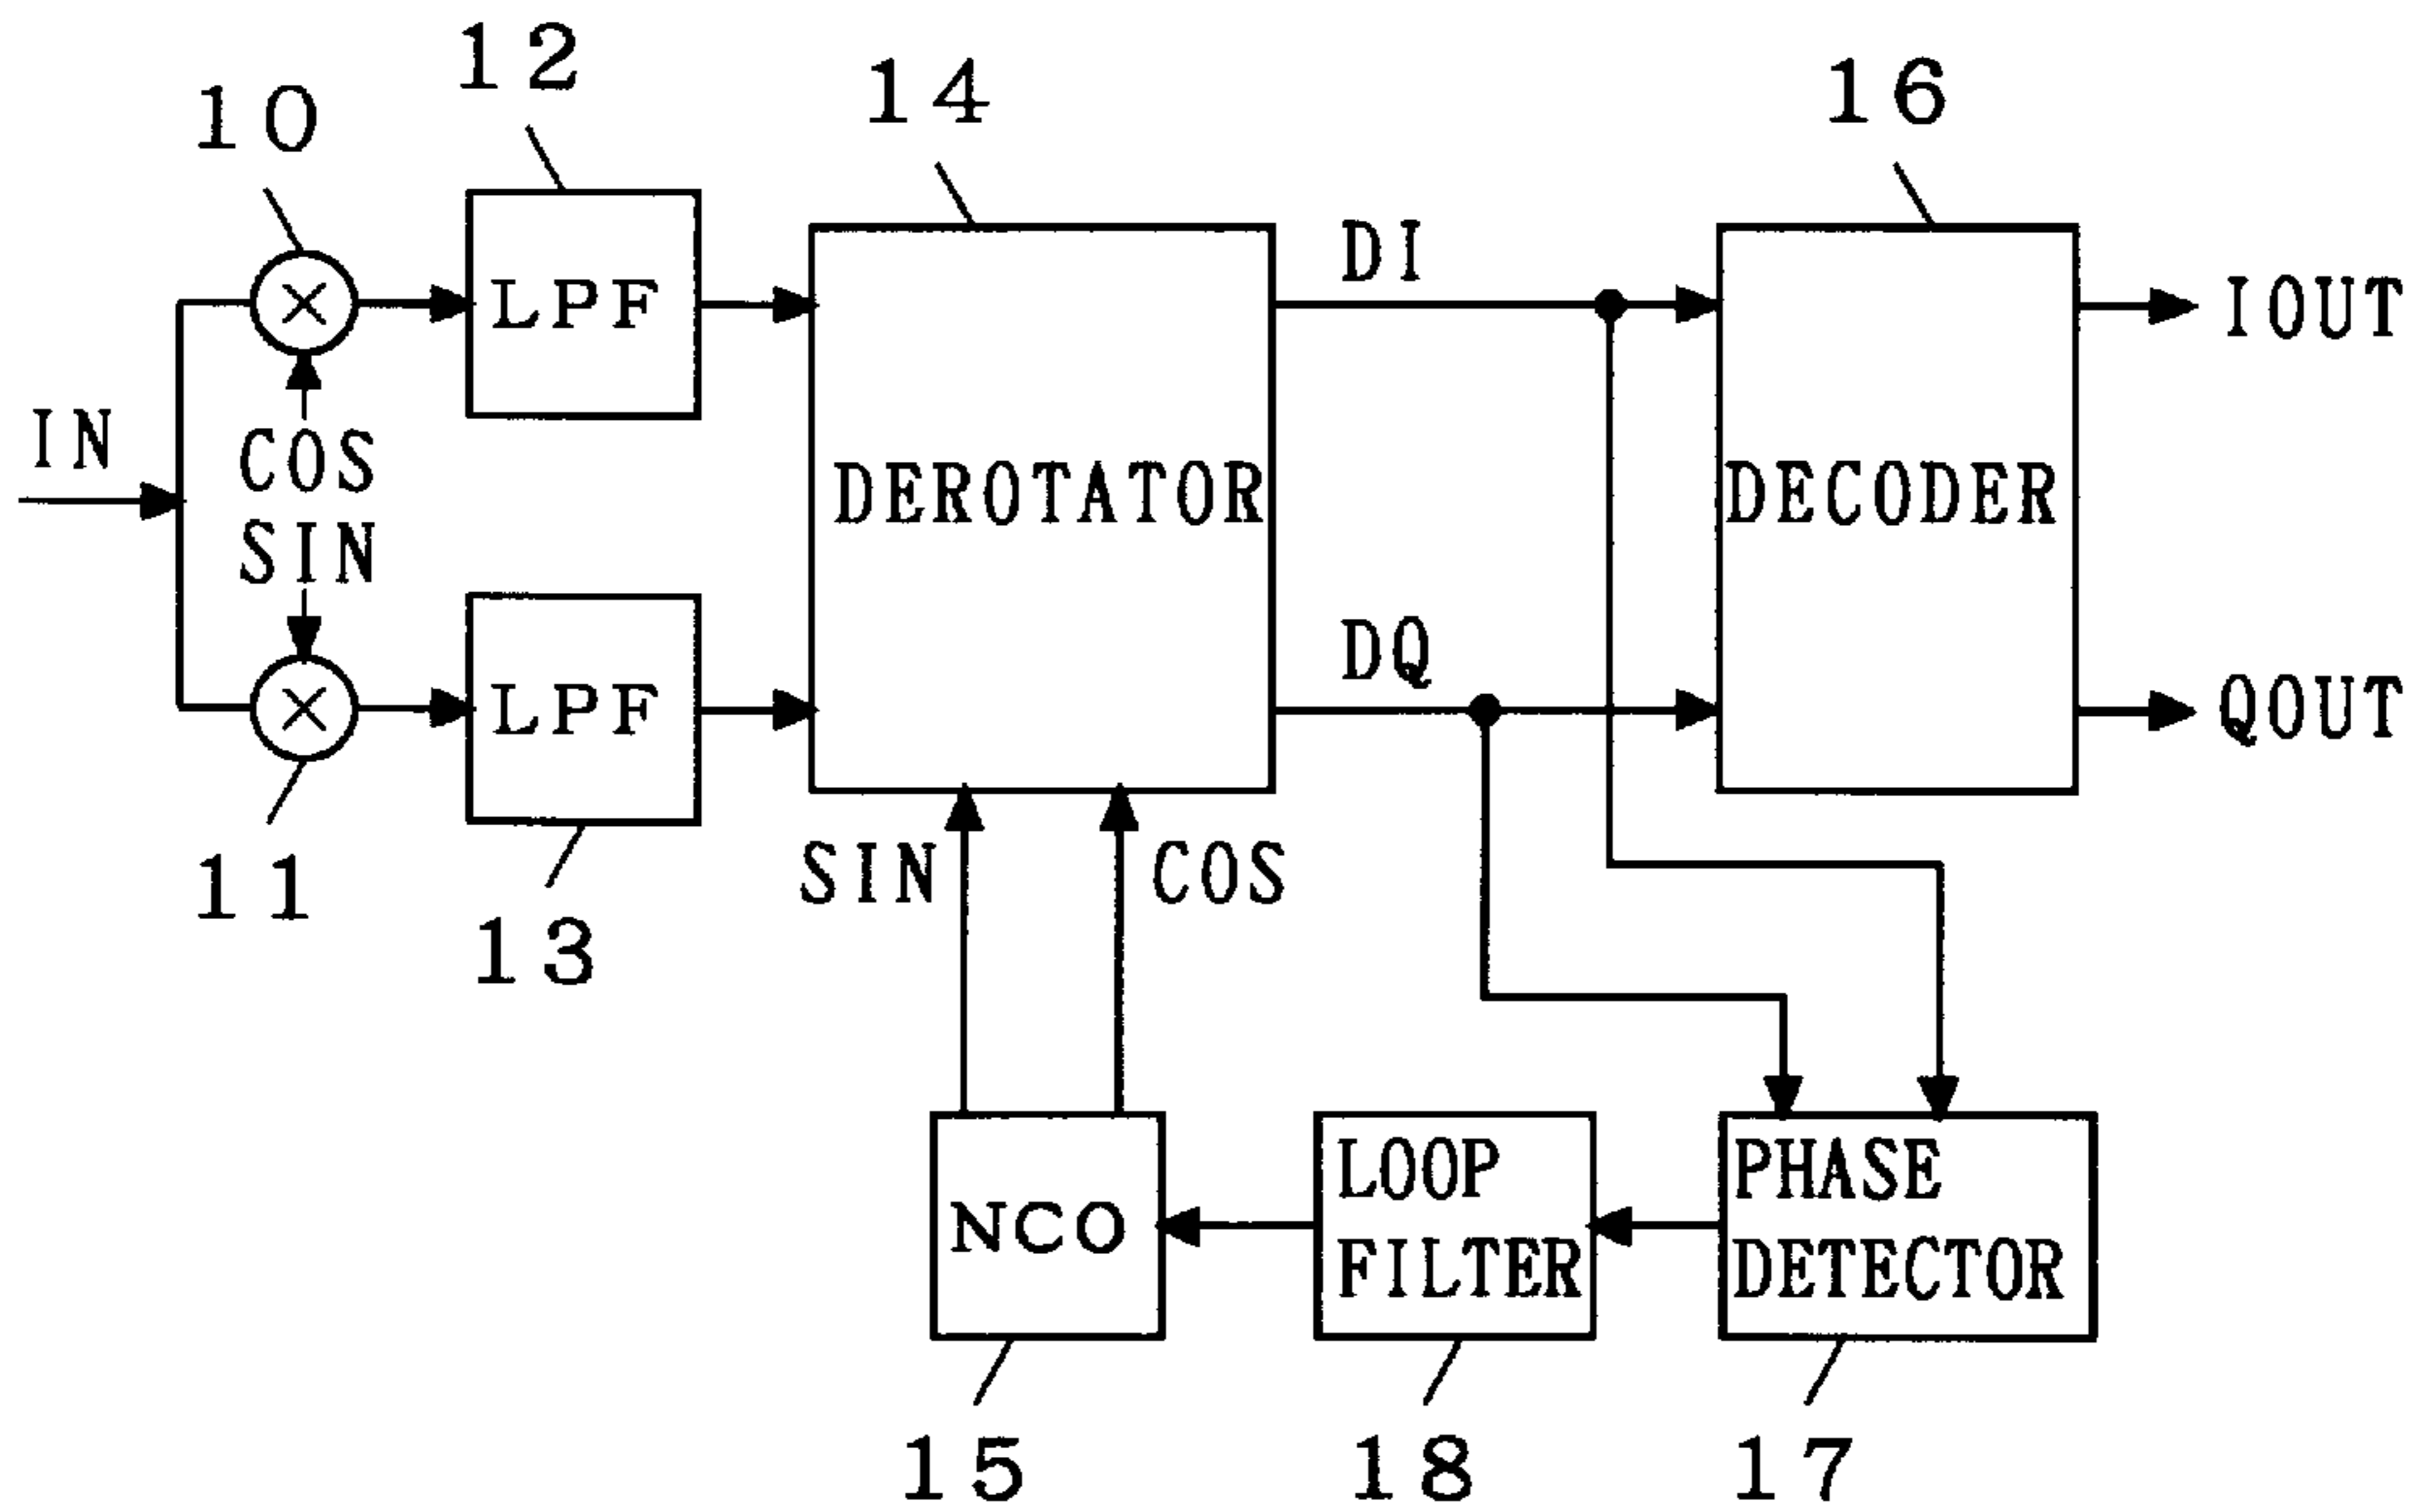 12
14
16
10
DI
LPF
IOUT
IN
COS
DEROTATOR
DECODER
SIN
DQ
LPF
QOUT
11
SIN
COS
13
NCO
LOOP
FILTER
PHASE
DETECTOR
15
18
17